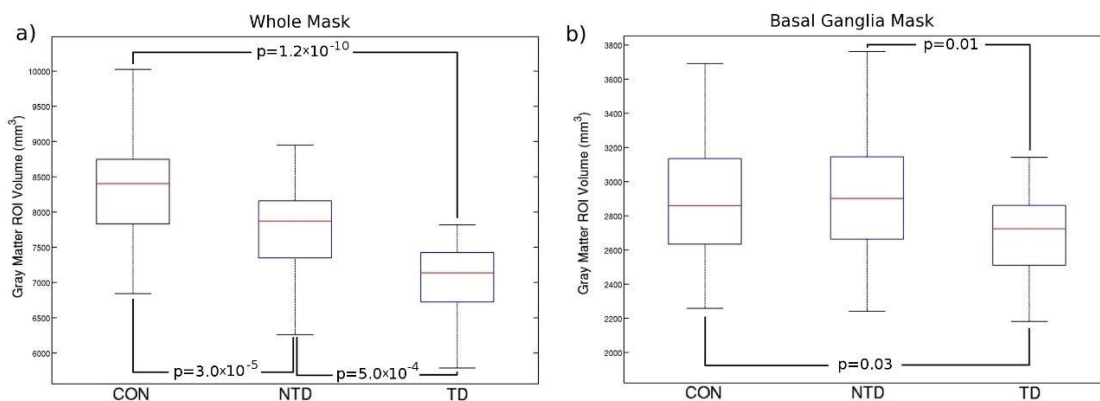 Whole Mask
a)
p=1.2×10⁻¹⁰
Gray Matter ROI Volume (mm³)
10000
9500
9000
8500
8000
7500
7000
6500
6000
p=3.0×10⁻⁵
p=5.0×10⁻⁴
CON
NTD
TD
Basal Ganglia Mask
b)
p=0.01
Gray Matter ROI Volume (mm³)
3800
3600
3400
3200
3000
2800
2600
2400
2200
2000
p=0.03
CON
NTD
TD